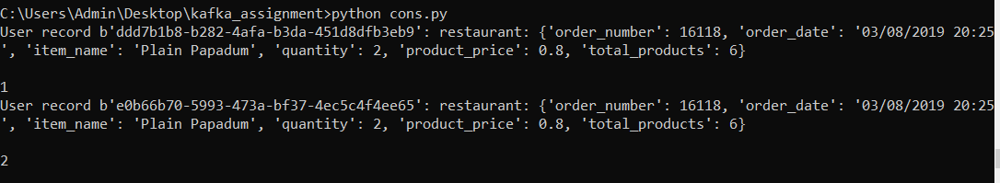 C:\Users\Admin\Desktop\kafka_assignment>python cons.py
User record b'ddd7b1b8-b282-4afa-b3da-451d8dfb3eb9': restaurant: {'order_number': 16118, 'order_date': '03/08/2019 20:25
', 'item_name': 'Plain Papadum', 'quantity': 2, 'product_price': 0.8, 'total_products': 6}
1
User record b'e0b66b70-5993-473a-bf37-4ec5c4f4ee65': restaurant: {'order_number': 16118, 'order_date': '03/08/2019 20:25
', 'item_name': 'Plain Papadum', 'quantity': 2, 'product_price': 0.8, 'total_products': 6}
2